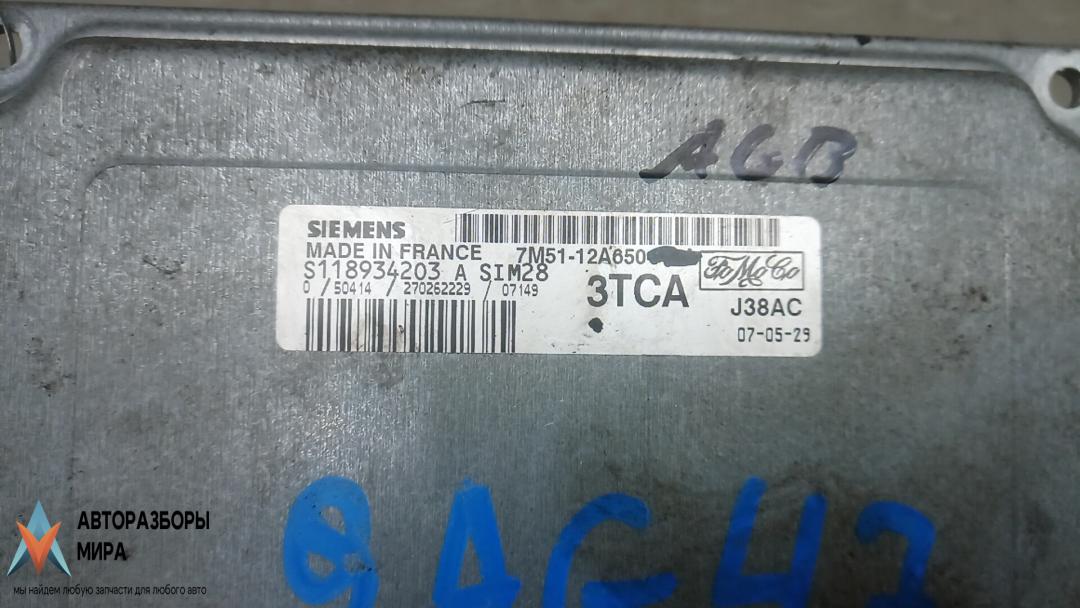 AGB
SIEMENS
MADE IN FRANCE 7M51-12A650
S118934203 A SIM28
FoMoCo
0 /50414 / 270262229 / 07149
3TCA
J38AC
07-05-29
АВТОРАЗБОРЫ
МИРА
мы найдем любую запчасти для любого авто